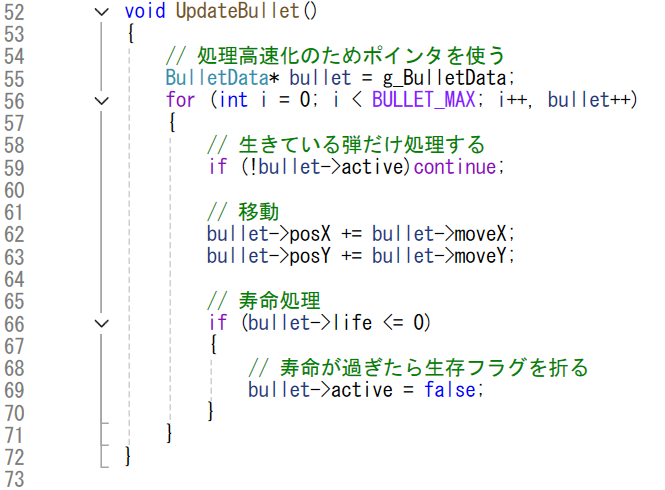 52 void UpdateBullet()
53 {
54 // 処理高速化のためポインタを使う
55 BulletData* bullet = g_BulletData;
56 for (int i = 0; i < BULLET_MAX; i++, bullet++)
57 {
58 // 生きている弾だけ処理する
59 if (!bullet->active)continue;
60
61 // 移動
62 bullet->posX += bullet->moveX;
63 bullet->posY += bullet->moveY;
64
65 // 寿命処理
66 if (bullet->life <= 0)
67 {
68 // 寿命が過ぎたら生存フラグを折る
69 bullet->active = false;
70 }
71 }
72 }
73